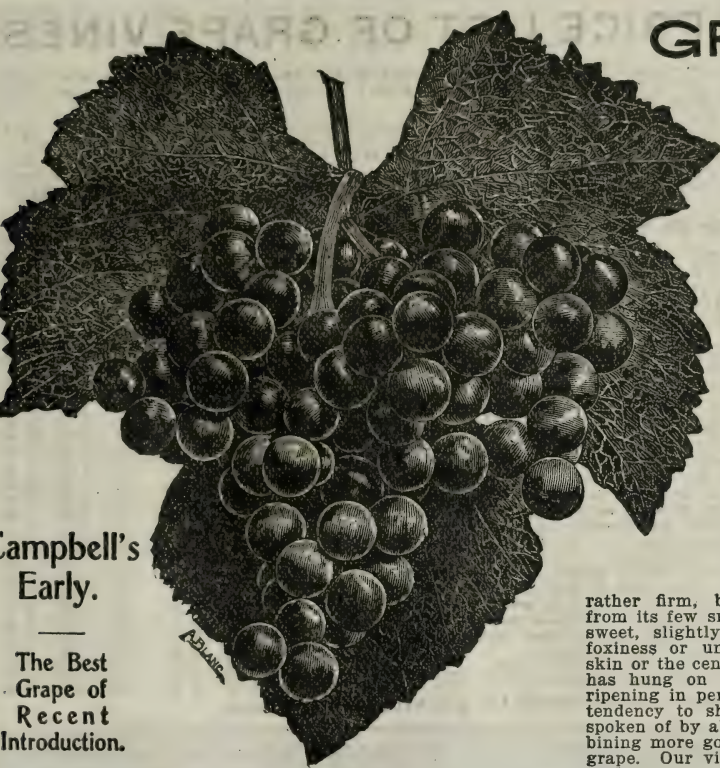 Campbell's
Early.
The Best
Grape of
Recent
Introduction.
A.BLANC
rather firm, b
from its few
sweet, slightly
foxiness or un
skin or the cen
has hung on
ripening in per
tendency to sh
spoken of by a
bining more go
grape. Our vi